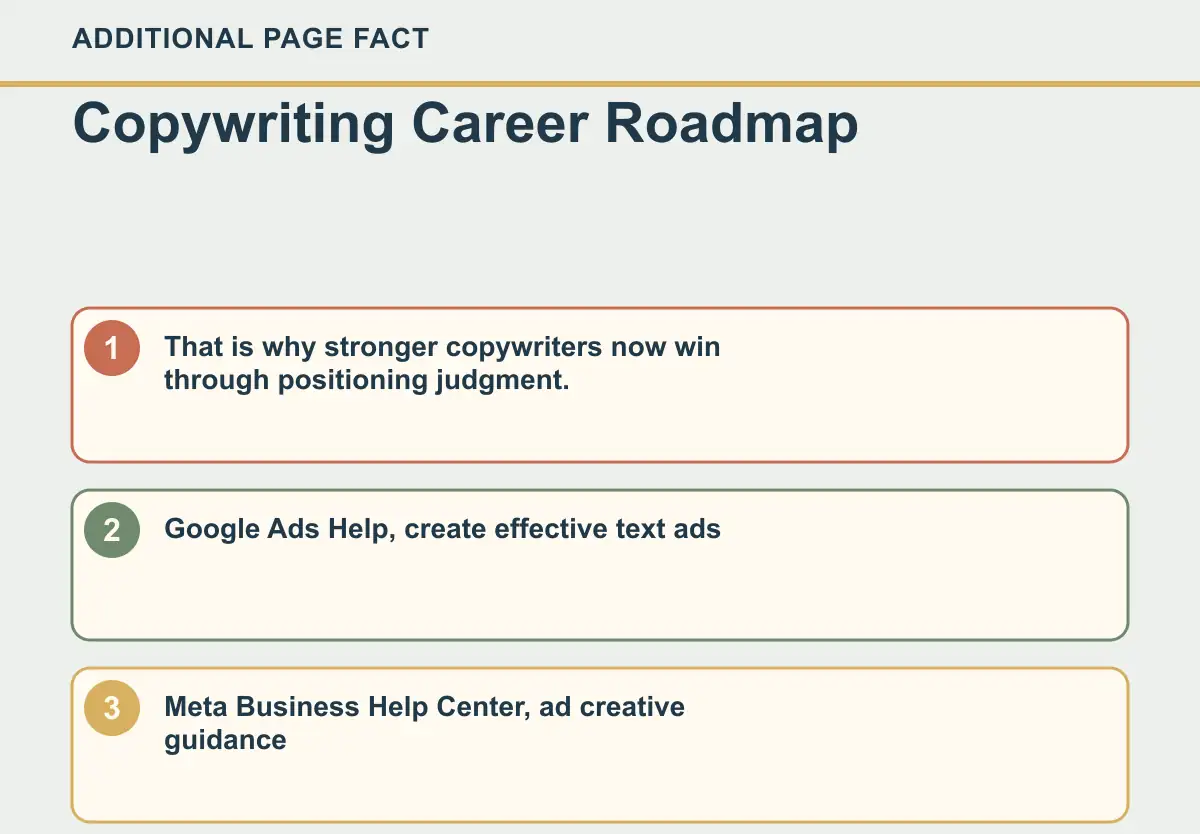 ADDITIONAL PAGE FACT
Copywriting Career Roadmap
1
That is why stronger copywriters now win
through positioning judgment.
2
Google Ads Help, create effective text ads
3
Meta Business Help Center, ad creative
guidance